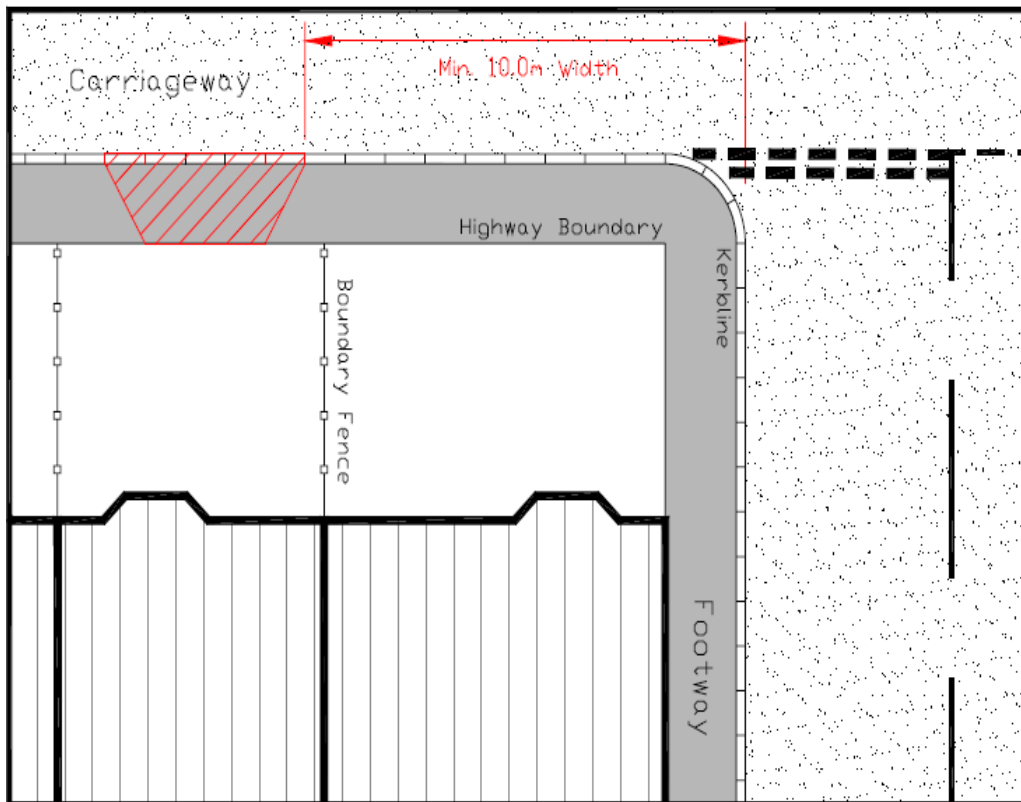 Carriageway
Min. 10.0m Width
Highway Boundary
Kerbline
Boundary Fence
Footway